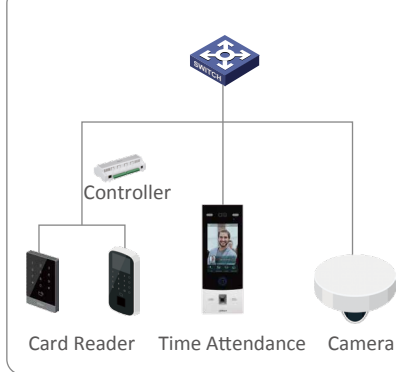 SWITCH
Controller
Card Reader
Time Attendance
Camera